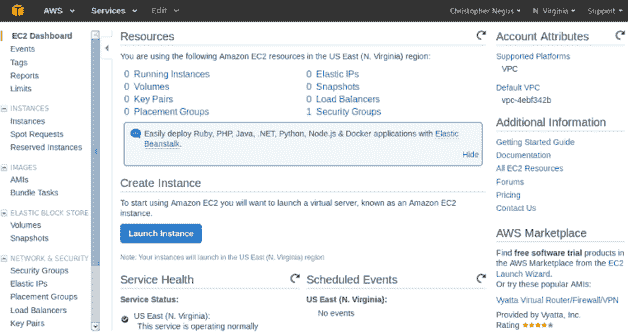 AWS Services Edit Christopher Negus N. Virginia Support
EC2 Dashboard
Events
Tags
Reports
Limits
INSTANCES
Instances
Spot Requests
Reserved Instances
IMAGES
AMIs
Bundle Tasks
ELASTIC BLOCK STORE
Volumes
Snapshots
NETWORK & SECURITY
Security Groups
Elastic IPs
Placement Groups
Load Balancers
Key Pairs
Resources
You are using the following Amazon EC2 resources in the US East (N. Virginia) region:
0 Running Instances 0 Elastic IPs
0 Volumes 0 Snapshots
0 Key Pairs 0 Load Balancers
0 Placement Groups 1 Security Groups
Easily deploy Ruby, PHP, Java, .NET, Python, Node.js & Docker applications with Elastic
Beanstalk.
Hide
Create Instance
To start using Amazon EC2 you will want to launch a virtual server, known as an Amazon EC2
instance.
Launch Instance
Note: Your instances will launch in the US East (N. Virginia) region
Service Health
Service Status:
US East (N. Virginia):
This service is operating normally
Scheduled Events
US East (N. Virginia):
No events
Account Attributes
Supported Platforms
VPC
Default VPC
vpc-4ebf342b
Additional Information
Getting Started Guide
Documentation
All EC2 Resources
Forums
Pricing
Contact Us
AWS Marketplace
Find free software trial products in
the AWS Marketplace from the EC2
Launch Wizard.
Or try these popular AMIs:
Vyatta Virtual Router/Firewall/VPN
Provided by Vyatta, Inc.
Rating